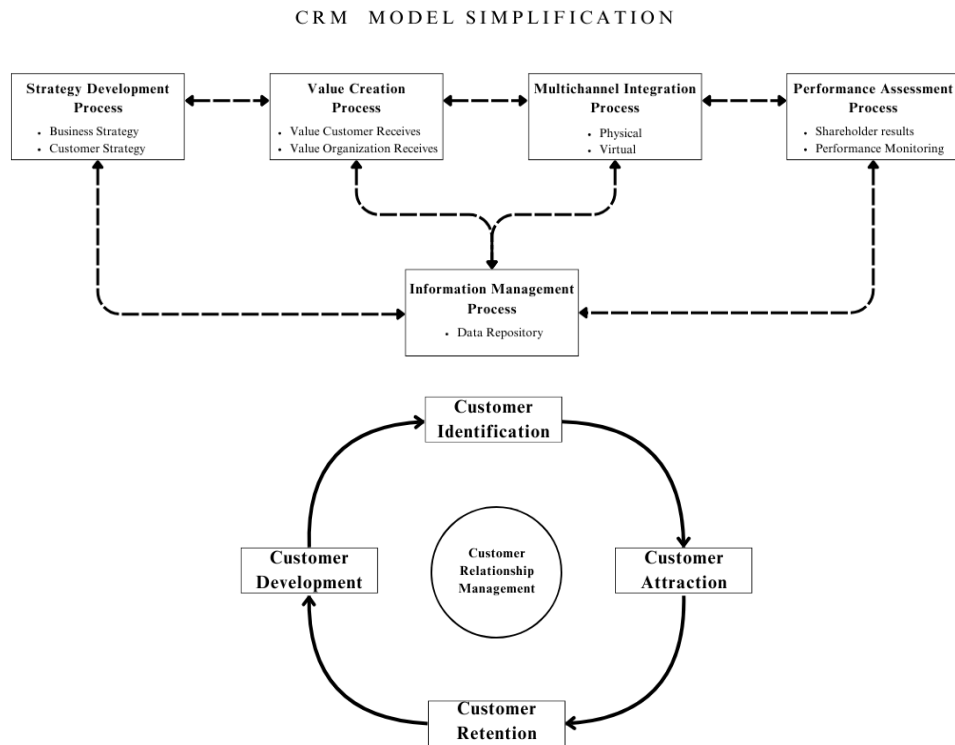 CRM MODEL SIMPLIFICATION
Strategy Development
Process
• Business Strategy
• Customer Strategy
Value Creation
Process
• Value Customer Receives
• Value Organization Receives
Multichannel Integration
Process
• Physical
• Virtual
Performance Assessment
Process
• Shareholder results
• Performance Monitoring
Information Management
Process
• Data Repository
Customer
Identification
Customer
Development
Customer
Relationship
Management
Customer
Attraction
Customer
Retention